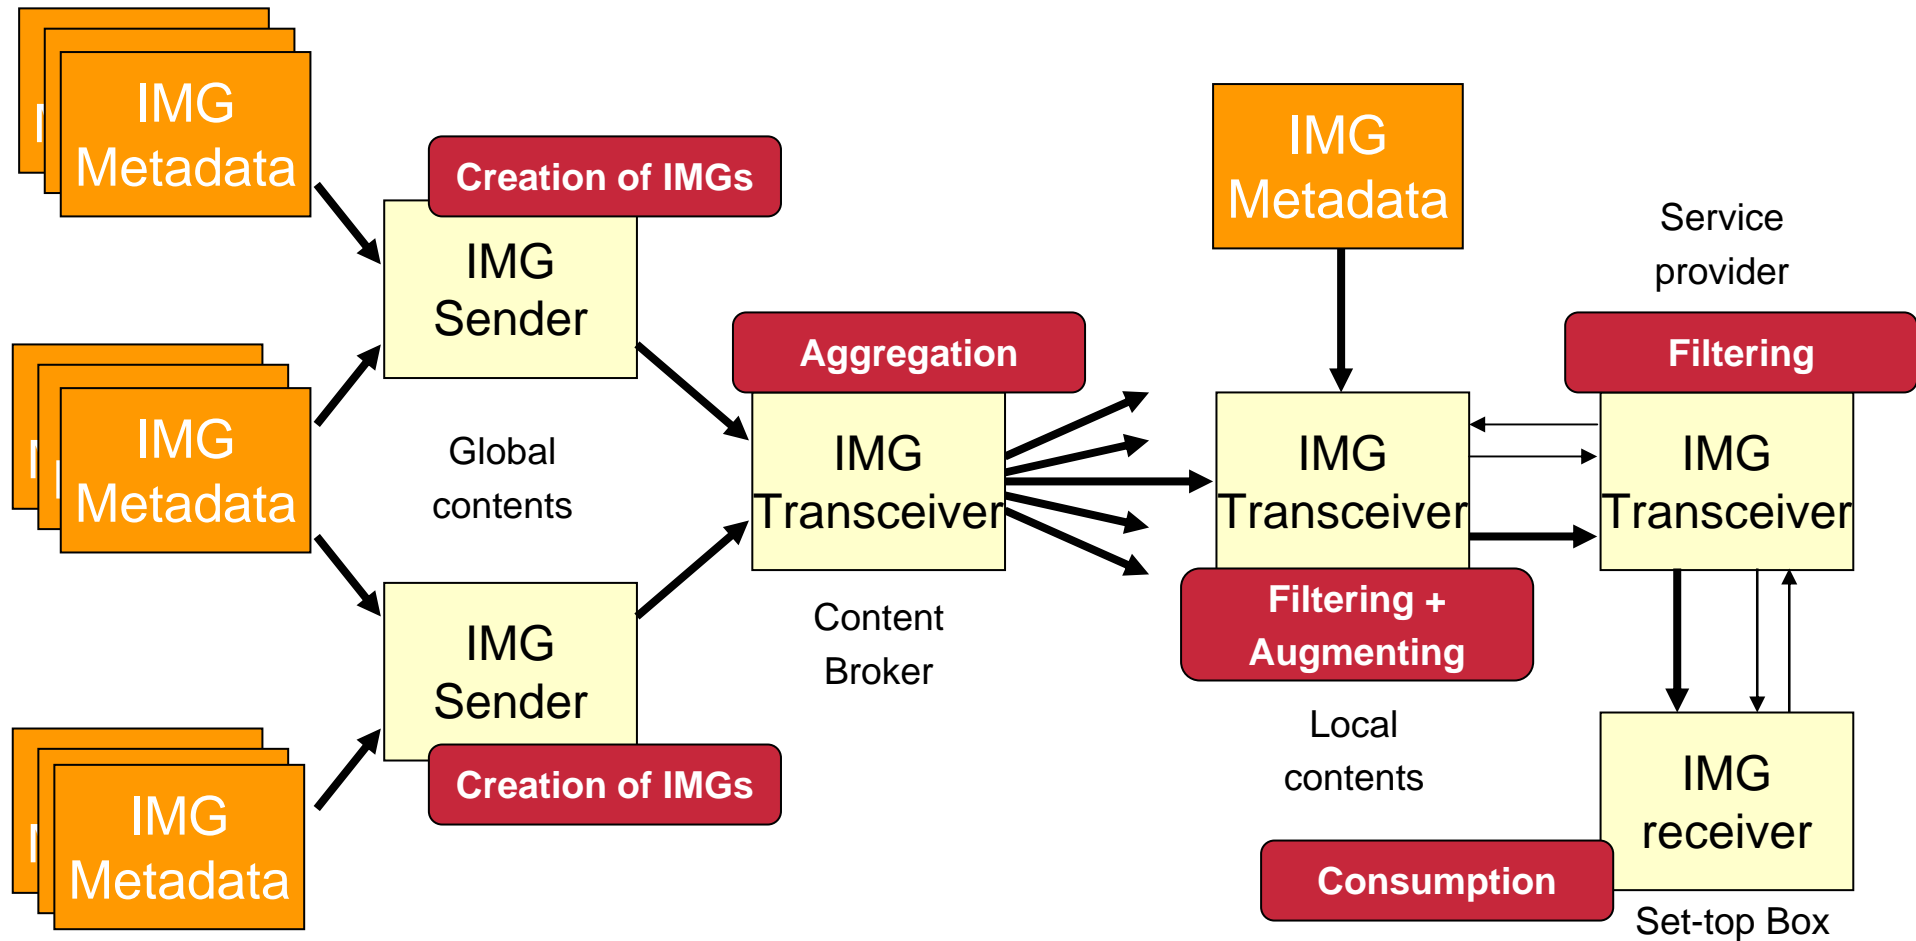 IMG
Metadata
Creation of IMGs
IMG
Sender
IMG
Metadata
Global
contents
IMG
Sender
Creation of IMGs
IMG
Metadata
Aggregation
IMG
Transceiver
Content
Broker
IMG
Metadata
IMG
Transceiver
Filtering +
Augmenting
Local
contents
Service
provider
Filtering
IMG
Transceiver
IMG
receiver
Consumption
Set-top Box